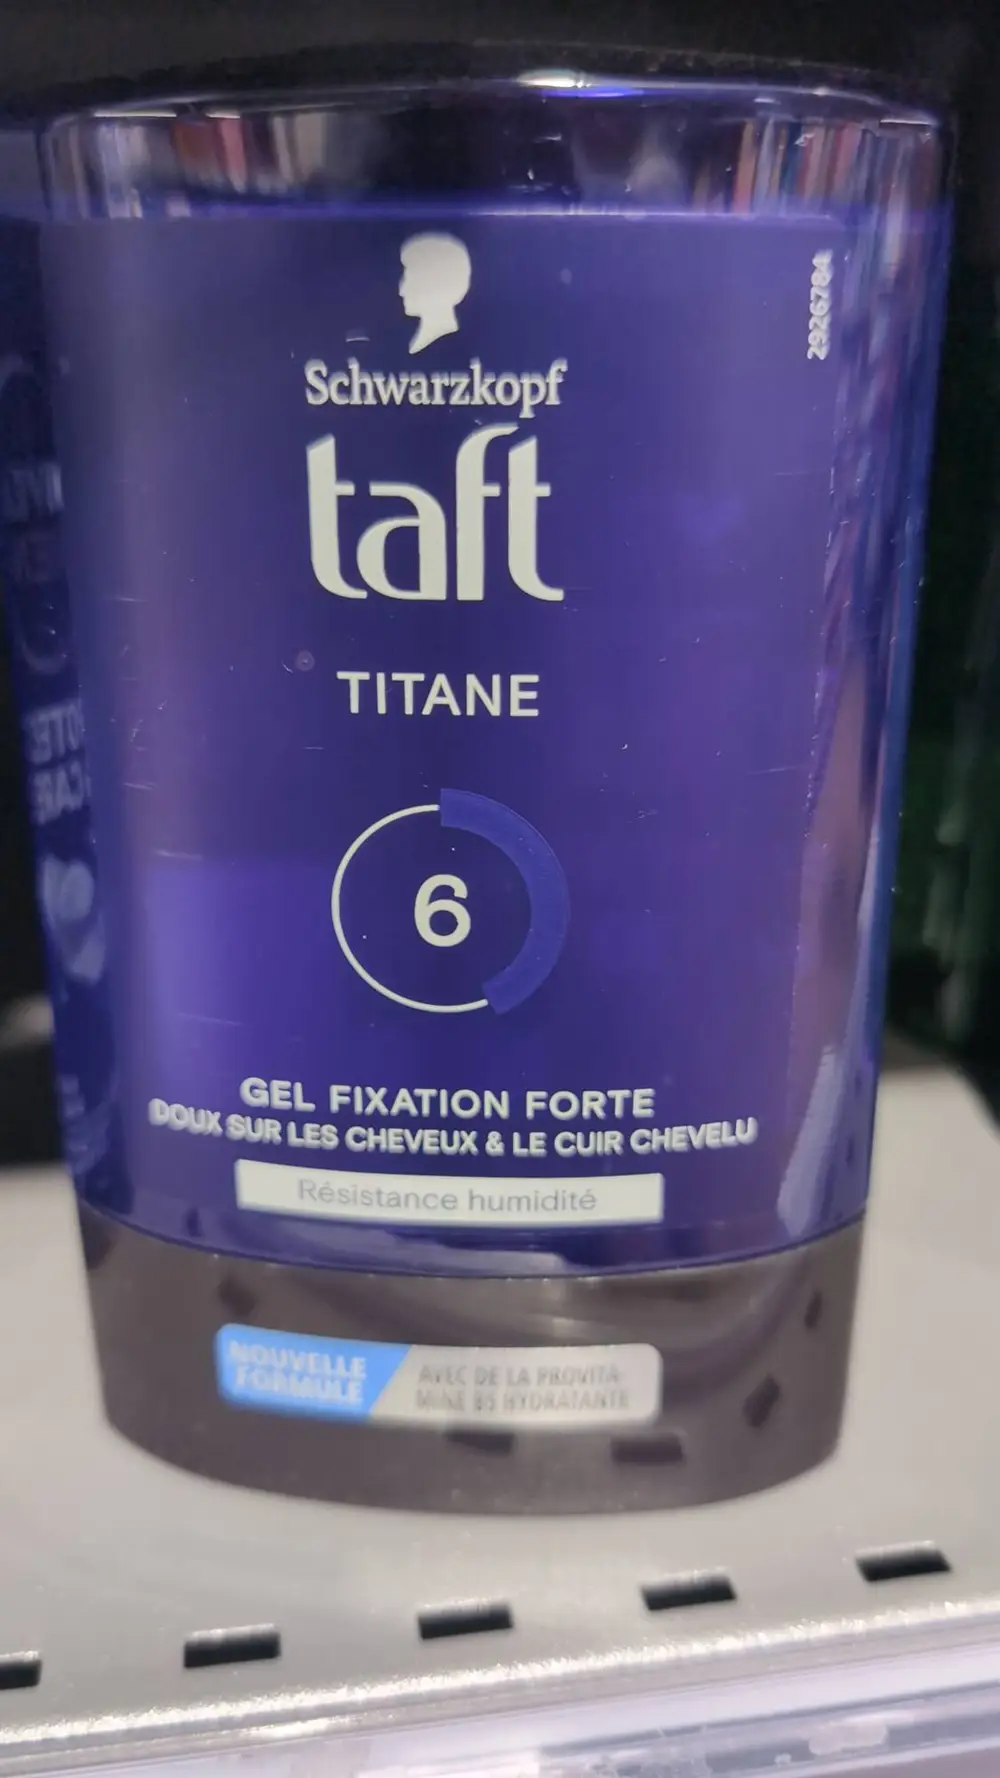 2926784
Schwarzkopf
taft
TITANE
6
GEL FIXATION FORTE
DOUX SUR LES CHEVEUX & LE CUIR CHEVELU
Résistance humidité
NOUVELLE
FORMULE
AVEC DE LA PROVITA-
MINE B5 HYDRATANTE